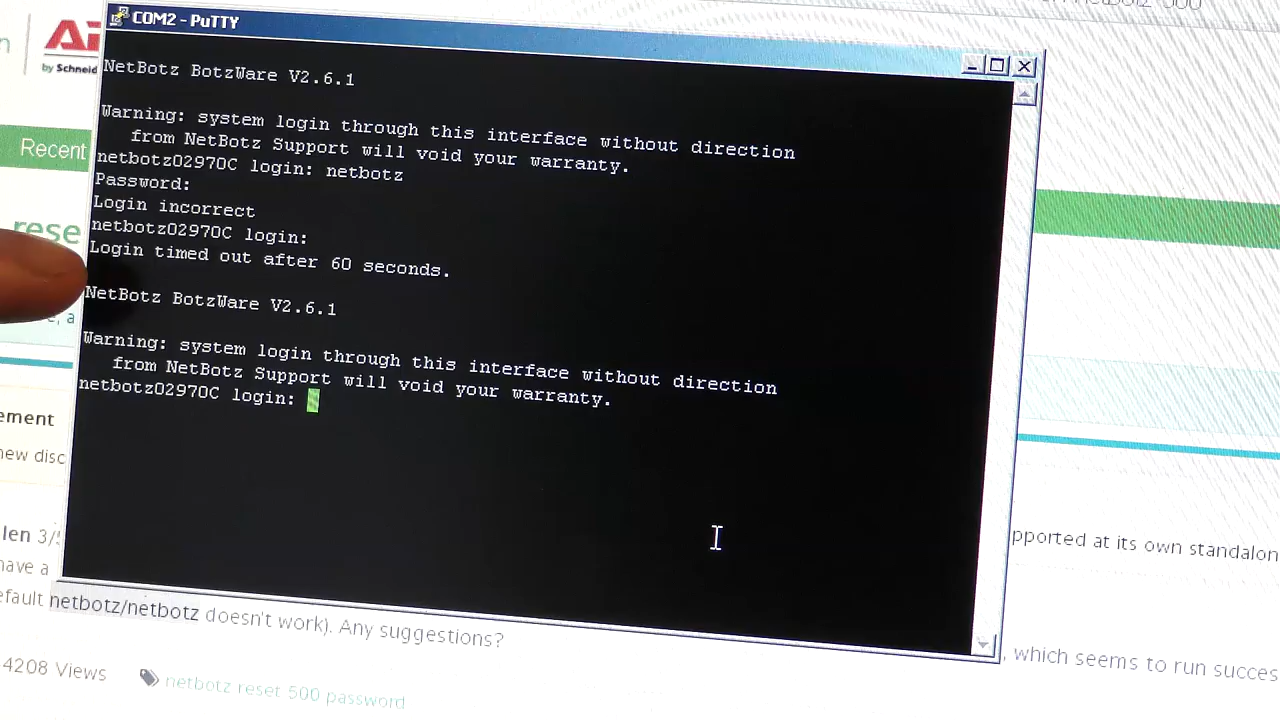 COM2 - PuTTY
NetBotz BotzWare V2.6.1
Warning: system login through this interface without direction
from NetBotz Support will void your warranty.
netbotz02970C login: netbotz
Password:
Login incorrect
netbotz02970C login:
Login timed out after 60 seconds.
NetBotz BotzWare V2.6.1
Warning: system login through this interface without direction
from NetBotz Support will void your warranty.
netbotz02970C login:
by Schneid
Recent
rese
ement
new disc
len 3/
have a
pported at its own standalon
efault netbotz/netbotz doesn't work). Any suggestions?
, which seems to run succes
4208 Views
netbotz reset 500 password